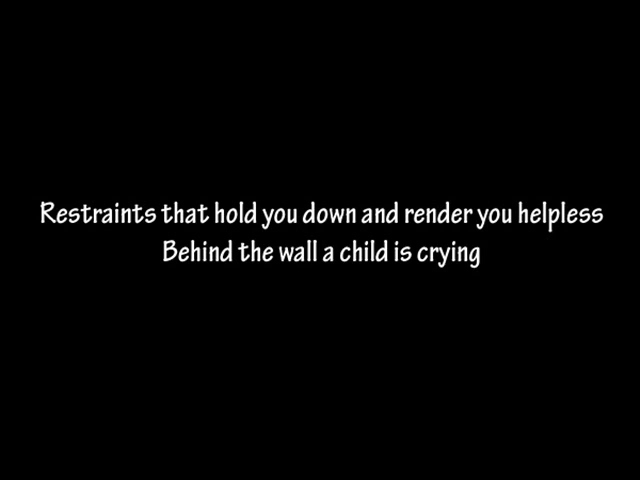 Restraints that hold you down and render you helpless
Behind the wall a child is crying